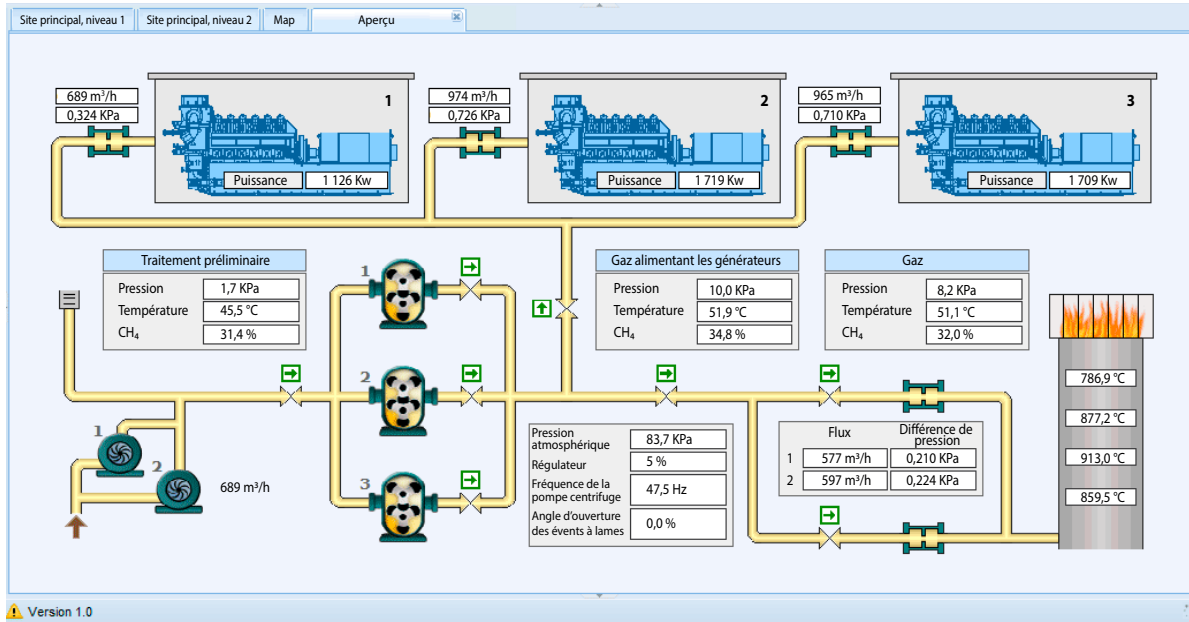 Site principal, niveau 1
Site principal, niveau 2
Map
Aperçu
689 m³/h
0,324 KPa
1
Puissance
1 126 Kw
974 m³/h
0,726 KPa
2
Puissance
1 719 Kw
965 m³/h
0,710 KPa
3
Puissance
1 709 Kw
Traitement préliminaire
Pression
1,7 KPa
Température
45,5 °C
CH₄
31,4 %
1
2
3
Gaz alimentant les générateurs
Pression
10,0 KPa
Température
51,9 °C
CH₄
34,8 %
Gaz
Pression
8,2 KPa
Température
51,1 °C
CH₄
32,0 %
786,9 °C
877,2 °C
913,0 °C
859,5 °C
1
2
689 m³/h
Pression
atmosphérique
83,7 KPa
Régulateur
5 %
Fréquence de la
pompe centrifuge
47,5 Hz
Angle d'ouverture
des évents à lames
0,0 %
Flux
Différence de
pression
1
577 m³/h
0,210 KPa
2
597 m³/h
0,224 KPa
Version 1.0